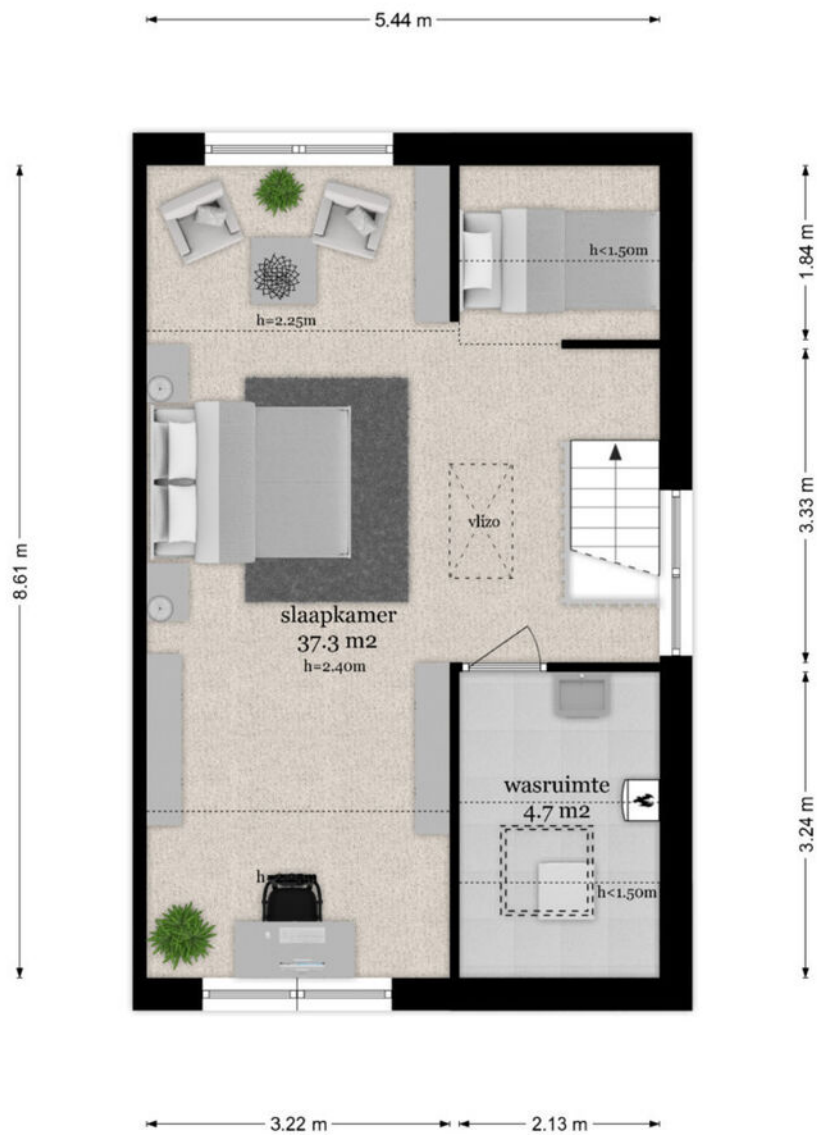 5.44 m
h<1.50m
1.84 m
h=2.25m
3.33 m
vlizo
8.61 m
slaapkamer
37.3 m2
h=2.40m
wasruimte
4.7 m2
3.24 m
h<1.50m
3.22 m
2.13 m